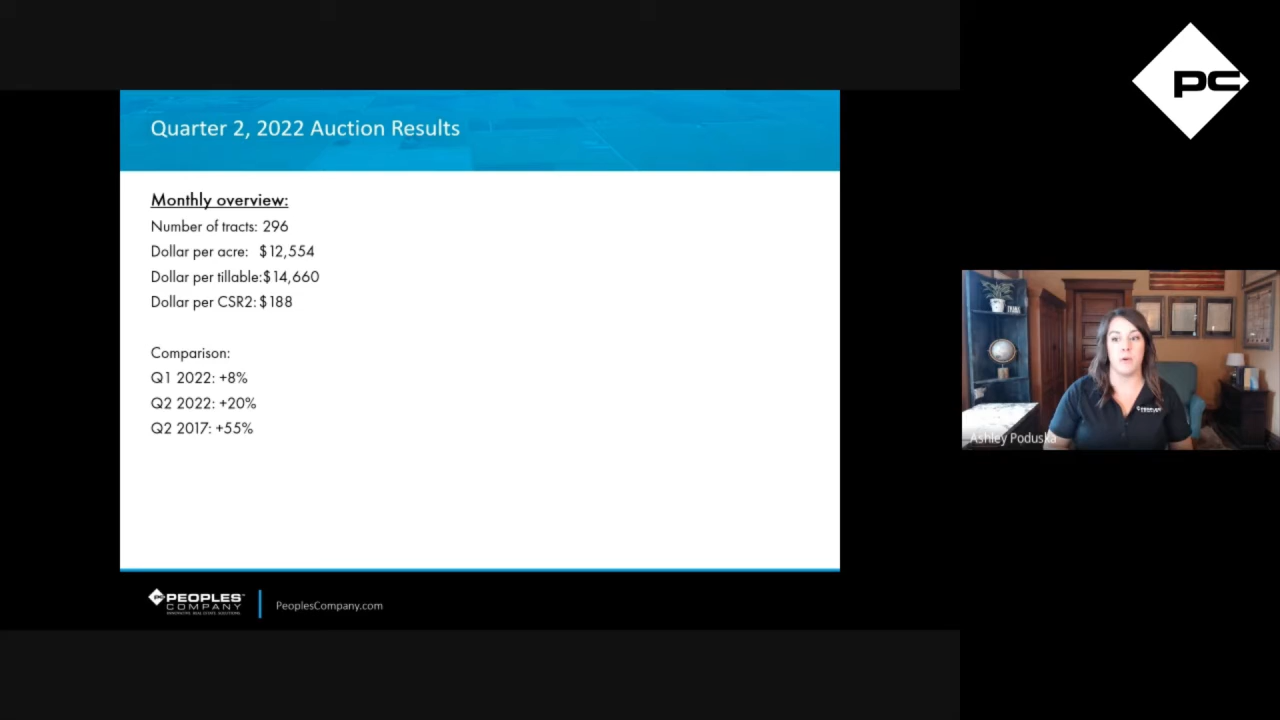 PC
Quarter 2, 2022 Auction Results
Monthly overview:
Number of tracts: 296
Dollar per acre: $12,554
Dollar per tillable:$14,660
Dollar per CSR2: $188
Comparison:
Q1 2022: +8%
Q2 2022: +20%
Q2 2017: +55%
Ashley Poduska
PEOPLES
COMPANY
PeoplesCompany.com